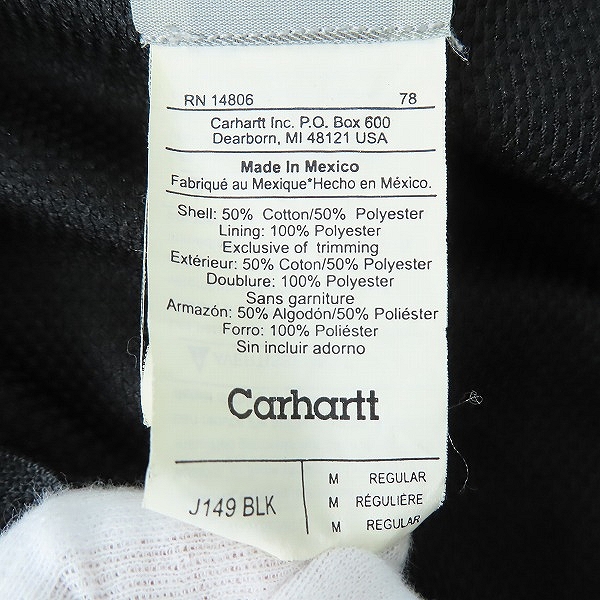 RN 14806 78
Carhartt Inc. P.O. Box 600
Dearborn, MI 48121 USA
Made In Mexico
Fabriqué au Mexique*Hecho en México.
Shell: 50% Cotton/50% Polyester
Lining: 100% Polyester
Exclusive of trimming
Extérieur: 50% Coton/50% Polyester
Doublure: 100% Polyester
Sans garniture
Armazón: 50% Algodón/50% Poliéster
Forro: 100% Poliéster
Sin incluir adorno
Carhartt
J149 BLK
M REGULAR
M RÉGULIÈRE
M REGULAR